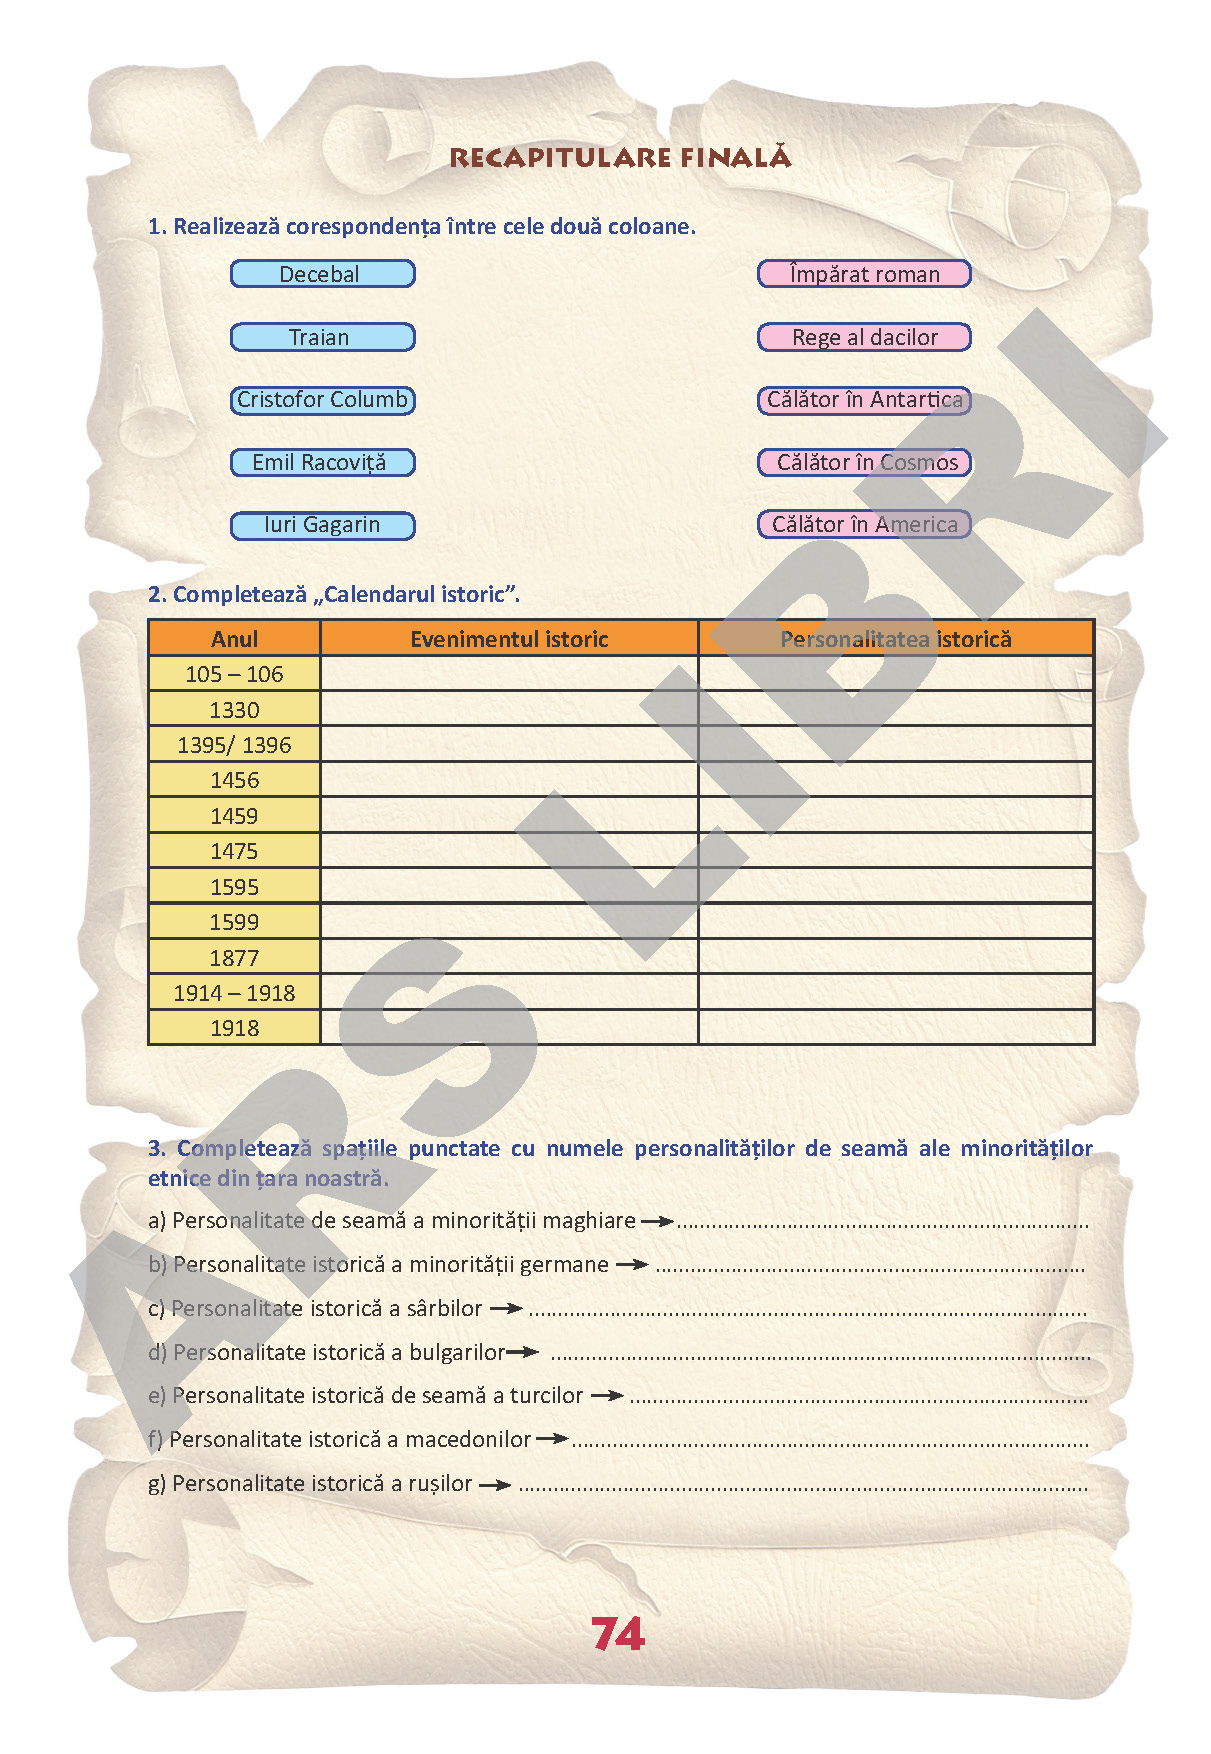 RECAPITULARE FINALĂ
1. Realizează corespondența între cele două coloane.
Decebal Împărat roman
Traian Rege al dacilor
Cristofor Columb Călător în Antartica
Emil Racoviță Călător în Cosmos
Iuri Gagarin Călător în America
2. Completează „Calendarul istoric”.
Anul Evenimentul istoric Personalitatea istorică
105 – 106
1330
1395/ 1396
1456
1459
1475
1595
1599
1877
1914 – 1918
1918
3. Completează spațiile punctate cu numele personalităților de seamă ale minorităților
etnice din țara noastră.
a) Personalitate de seamă a minorității maghiare
b) Personalitate istorică a minorității germane
c) Personalitate istorică a sârbilor
d) Personalitate istorică a bulgarilor
e) Personalitate istorică de seamă a turcilor
f) Personalitate istorică a macedonilor
g) Personalitate istorică a rușilor
74
ARS LIBRI